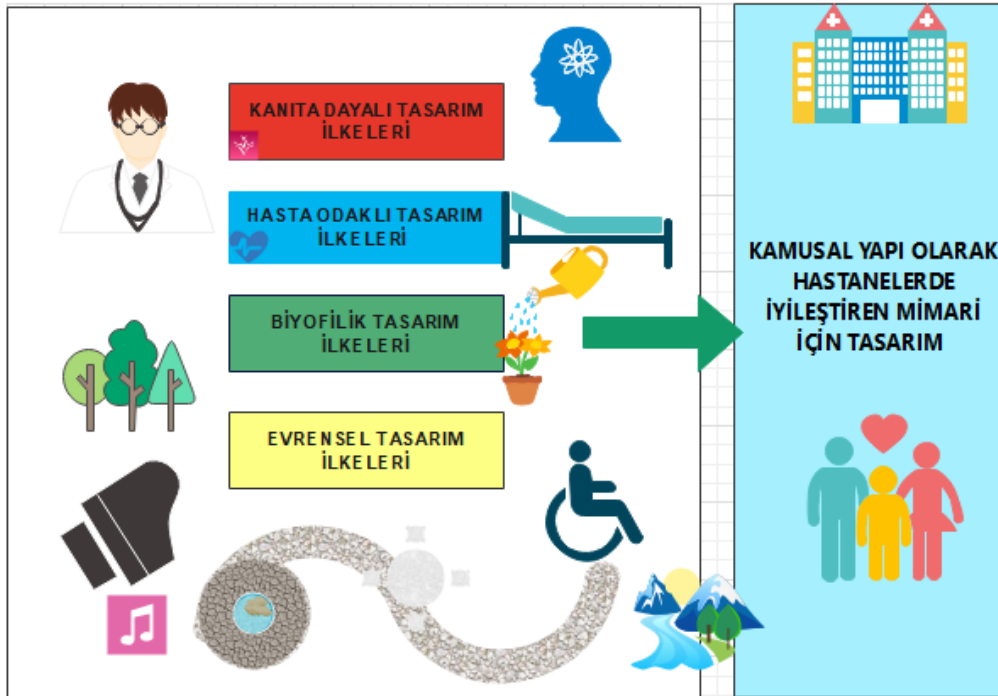 KANITA DAYALI TASARIM
İLKELERİ
HASTA ODAKLI TASARIM
İLKELERİ
BİYOFİLİK TASARIM
İLKELERİ
EVRENSEL TASARIM
İLKELERİ
KAMUSAL YAPI OLARAK
HASTANELERDE
İYİLEŞTİREN MİMARİ
İÇİN TASARIM